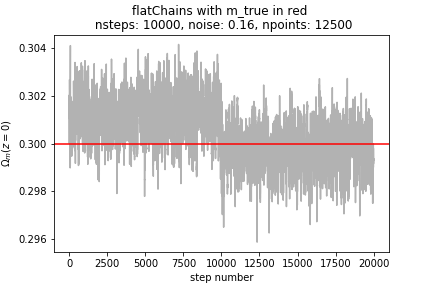 flatChains with m_true in red
nsteps: 10000, noise: 0.16, npoints: 12500
0.304
0.302
0.300
0.298
0.296
Ωm(z = 0)
0 2500 5000 7500 10000 12500 15000 17500 20000
step number